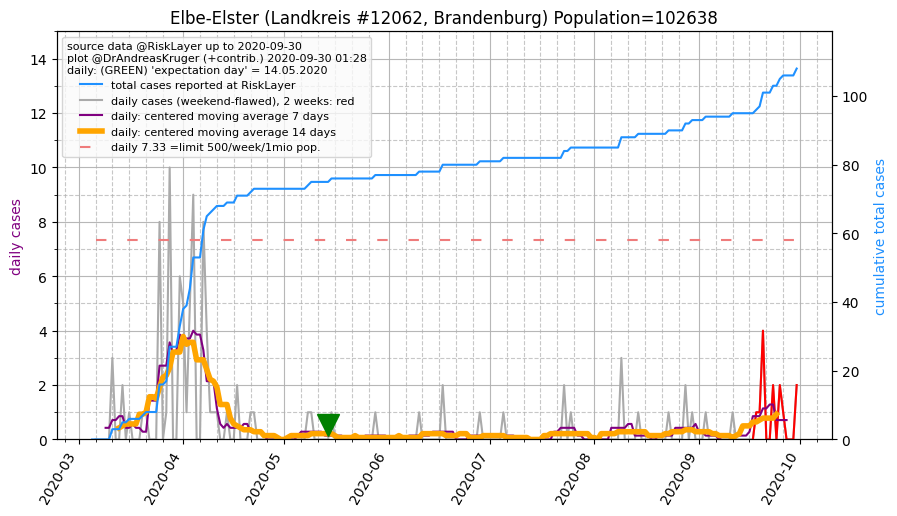 Elbe-Elster (Landkreis #12062, Brandenburg) Population=102638
source data @RiskLayer up to 2020-09-30
plot @DrAndreasKruger (+contrib.) 2020-09-30 01:28
daily: (GREEN) 'expectation day' = 14.05.2020
total cases reported at RiskLayer
daily cases (weekend-flawed), 2 weeks: red
daily: centered moving average 7 days
daily: centered moving average 14 days
daily 7.33 =limit 500/week/1mio pop.
daily cases
14
12
10
8
6
4
2
0
cumulative total cases
100
80
60
40
20
0
2020-03
2020-04
2020-05
2020-06
2020-07
2020-08
2020-09
2020-10